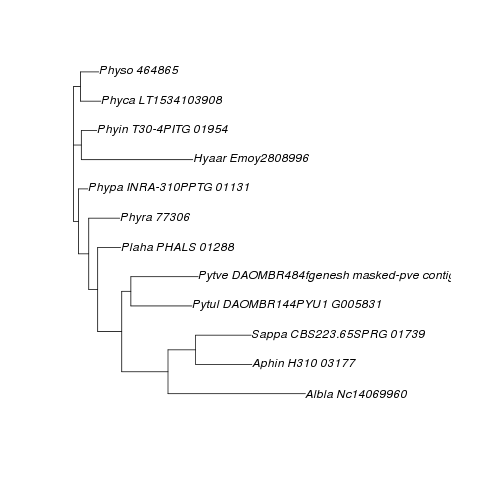 Physo 464865
Phyca LT1534103908
Phyin T30-4PITG 01954
Hyaar Emoy2808996
Phypa INRA-310PPTG 01131
Phyra 77306
Plaha PHALS 01288
Pytve DAOMBR484fgenesh masked-pve contig
Pytul DAOMBR144PYU1 G005831
Sappa CBS223.65SPRG 01739
Aphin H310 03177
Albla Nc14069960